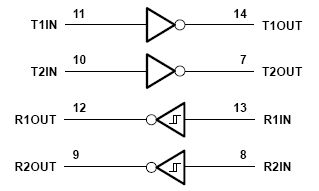 T1IN 11 14 T1OUT
T2IN 10 7 T2OUT
R1OUT 12 13 R1IN
R2OUT 9 8 R2IN